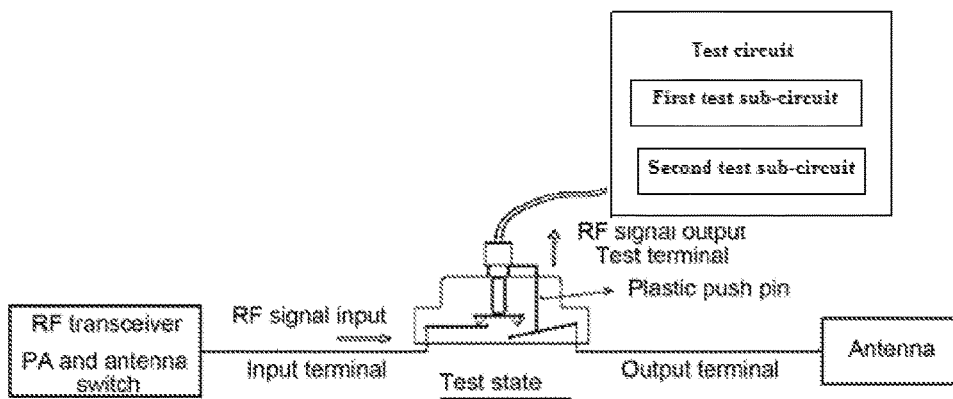 Test circuit
First test sub-circuit
Second test sub-circuit
RF signal output
Test terminal
Plastic push pin
RF transceiver
PA and antenna
switch
RF signal input
Input terminal
Test state
Output terminal
Antenna